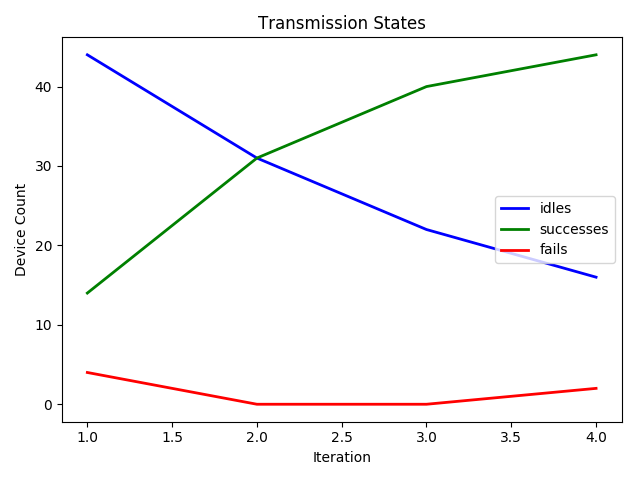 Transmission States
Device Count
40
30
20
10
0
idles
successes
fails
1.0 1.5 2.0 2.5 3.0 3.5 4.0
Iteration